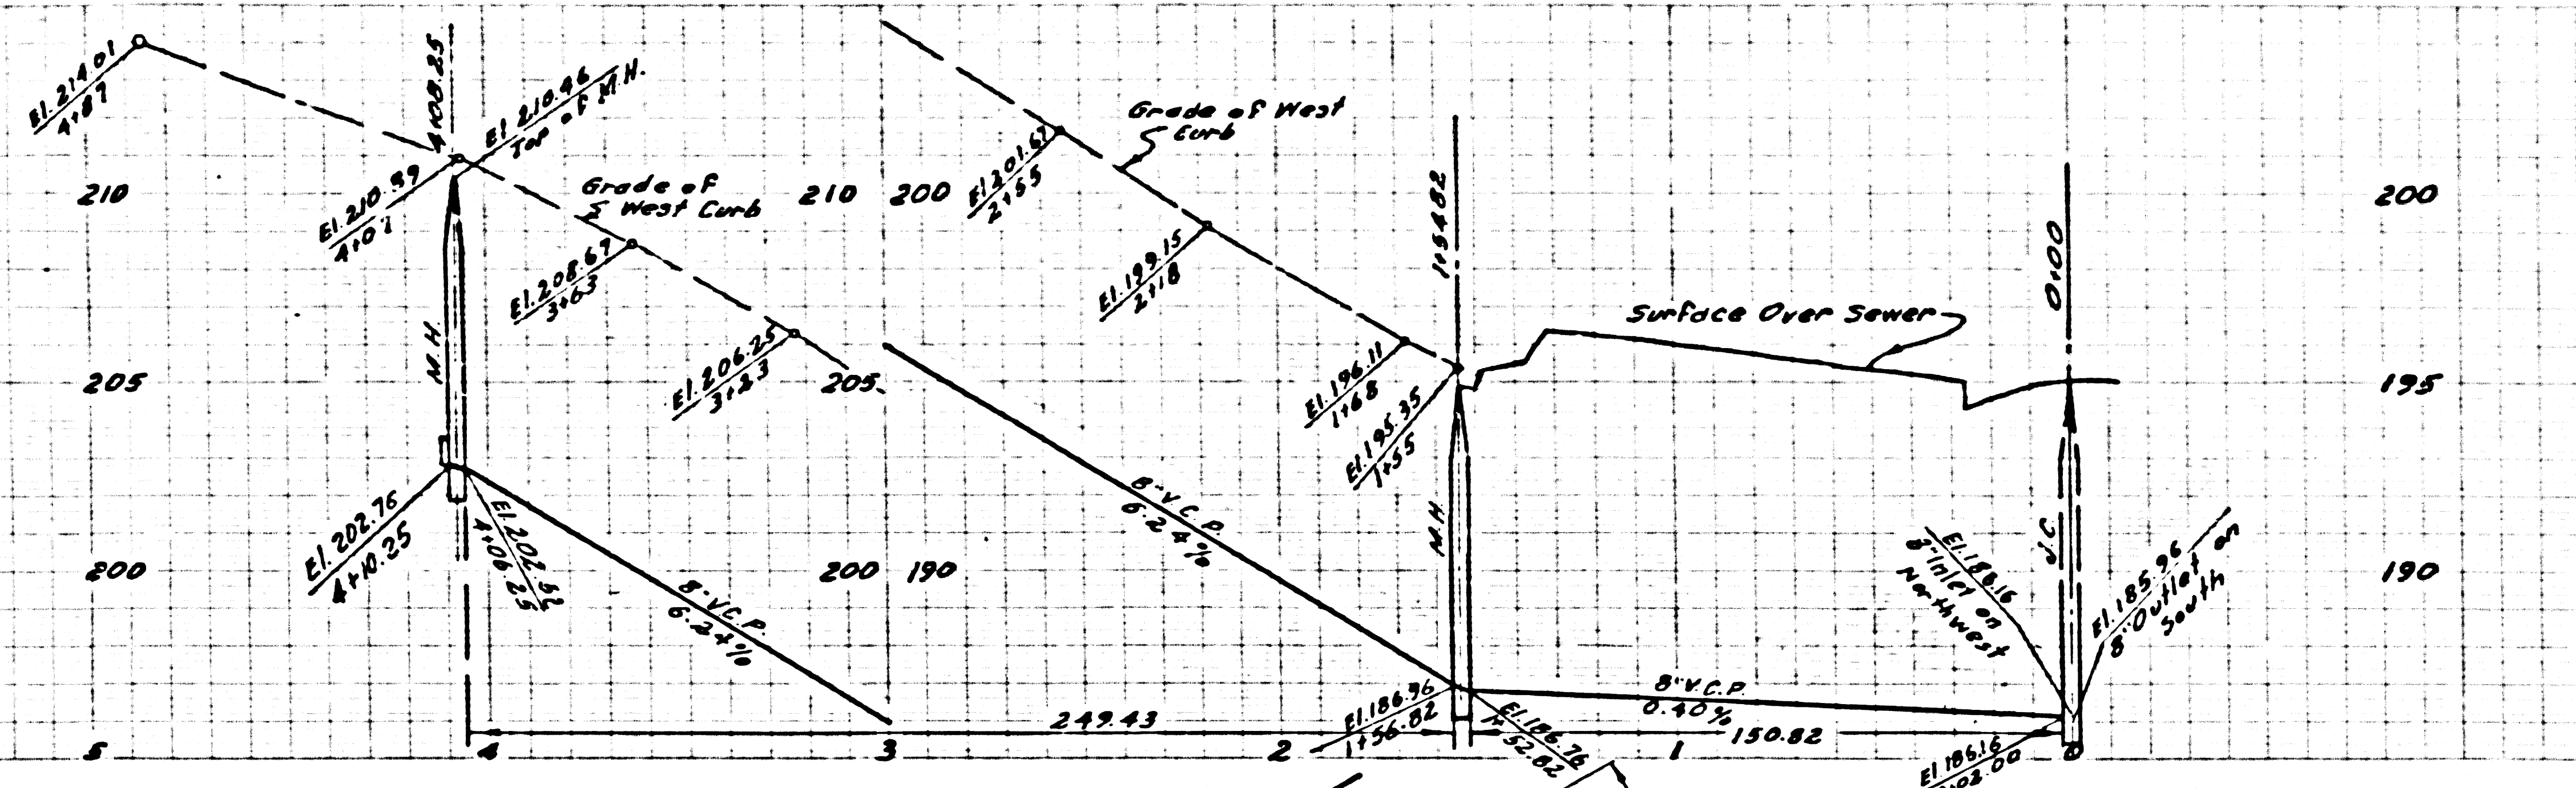 El. 214.01
4+87
4+08.25
El. 210.46
Top of M.H.
El. 210.39
4+07
210
Grade of
West Curb
210
200
El. 201.67
2+55
Grade of West
Curb
1+54.82
200
El. 208.67
3+63
El. 199.15
2+18
0+00
Surface Over Sewer
M.H.
El. 206.25
3+23
205
205
El. 196.11
1+68
El. 195.35
1+55
195
El. 202.76
4+10.25
El. 202.52
4+06.25
8" V.C.P.
6.24%
M.H.
J.C.
El. 186.16
8" Inlet on
Northwest
El. 185.96
8" Outlet on
South
200
200
190
190
8" V.C.P.
6.24%
249.43
El. 186.96
1+56.82
El. 186.76
52.82
8" V.C.P.
0.40%
150.82
El. 186.16
+02.00
5
4
3
2
1
0